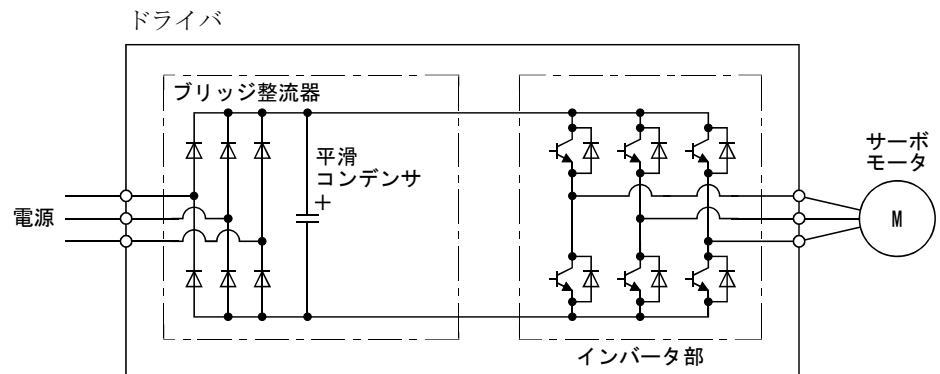 ドライバ
ブリッジ整流器
平滑
コンデンサ
+
電源
サーボ
モータ
M
インバータ部